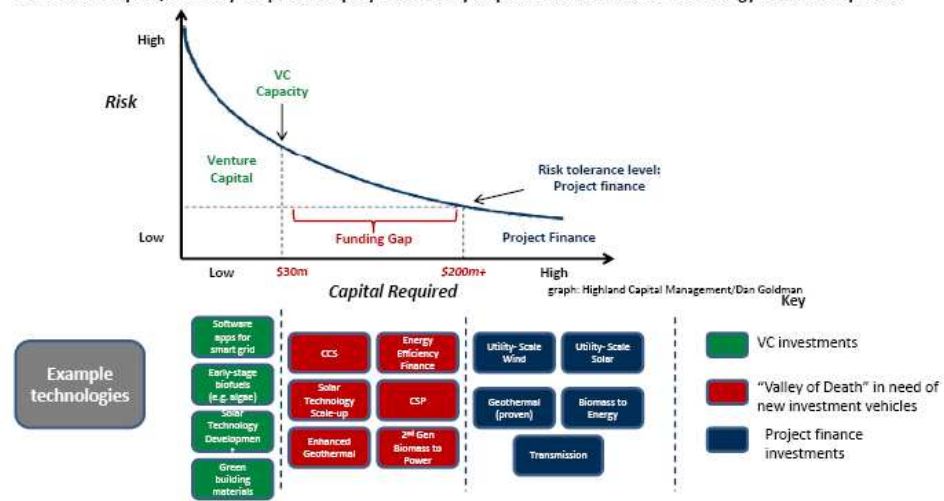 High
VC
Capacity
Risk
Venture
Capital
Risk tolerance level:
Project finance
Low
Funding Gap
Project Finance
Low
$30m
$200m+
High
Capital Required
graph: Highland Capital Management/Dan Goldman
Key
Example
technologies
Software
apps for
smart grid
Early-stage
biofuels
(e.g. algae)
Solar
Technology
Developmen
Green
building
materials
CCS
Energy
Efficiency
Finance
Solar
Technology
Scale-up
CSP
Enhanced
Geothermal
2nd Gen
Biomass to
Power
Utility- Scale
Wind
Utility- Scale
Solar
Geothermal
(proven)
Biomass to
Energy
Transmission
VC investments
"Valley of Death" in need of
new investment vehicles
Project finance
investments